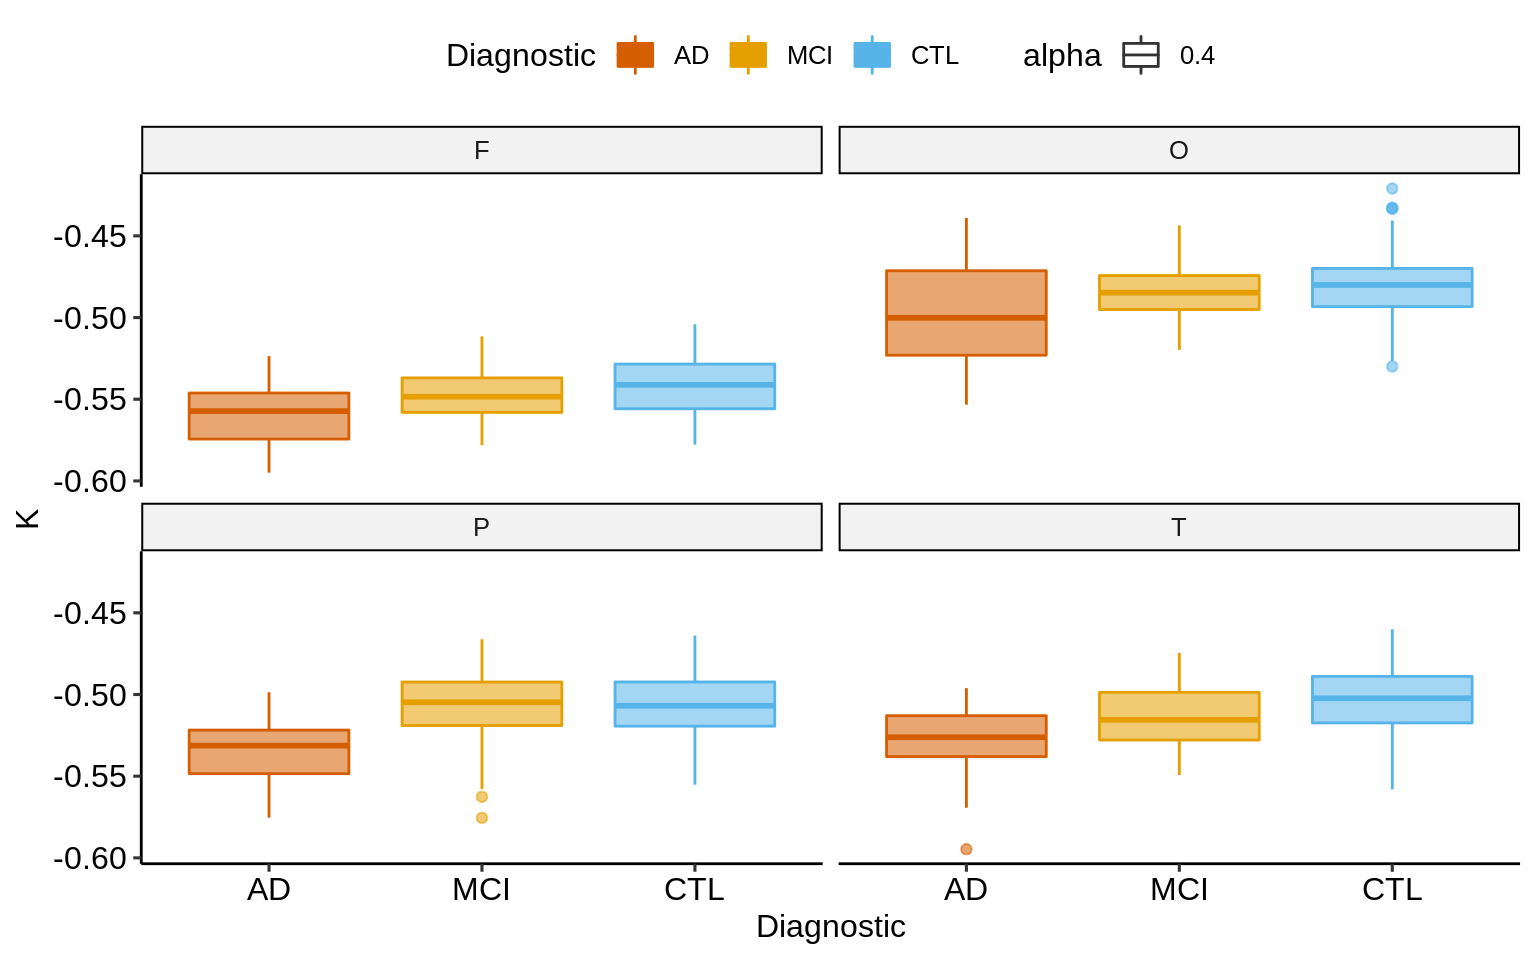 Diagnostic AD MCI CTL alpha 0.4
F O
-0.45
-0.50
-0.55
-0.60
K
P T
-0.45
-0.50
-0.55
-0.60
AD MCI CTL AD MCI CTL
Diagnostic